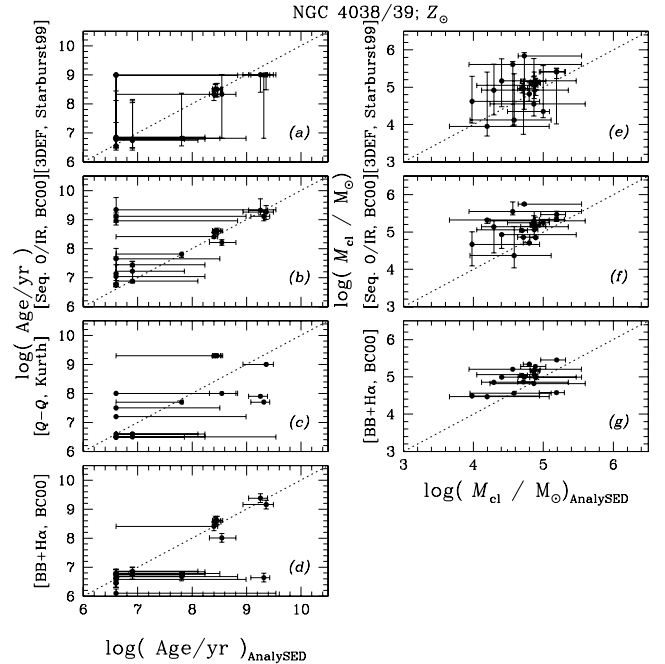 NGC 4038/39; Z⊙
[3DEF, Starburst99]
10
9
8
7
6
(a)
[Seq. O/IR, BC00]
10
9
8
7
6
(b)
log( Age/yr )
[Q-Q, Kurth]
10
9
8
7
6
(c)
[BB+Hα, BC00]
10
9
8
7
6
(d)
6 7 8 9 10
log( Age/yr )AnalySED
[3DEF, Starburst99]
6
5
4
3
(e)
log( Mcl / M⊙)
[Seq. O/IR, BC00]
6
5
4
3
(f)
[BB+Hα, BC00]
6
5
4
3
(g)
3 4 5 6
log( Mcl / M⊙)AnalySED